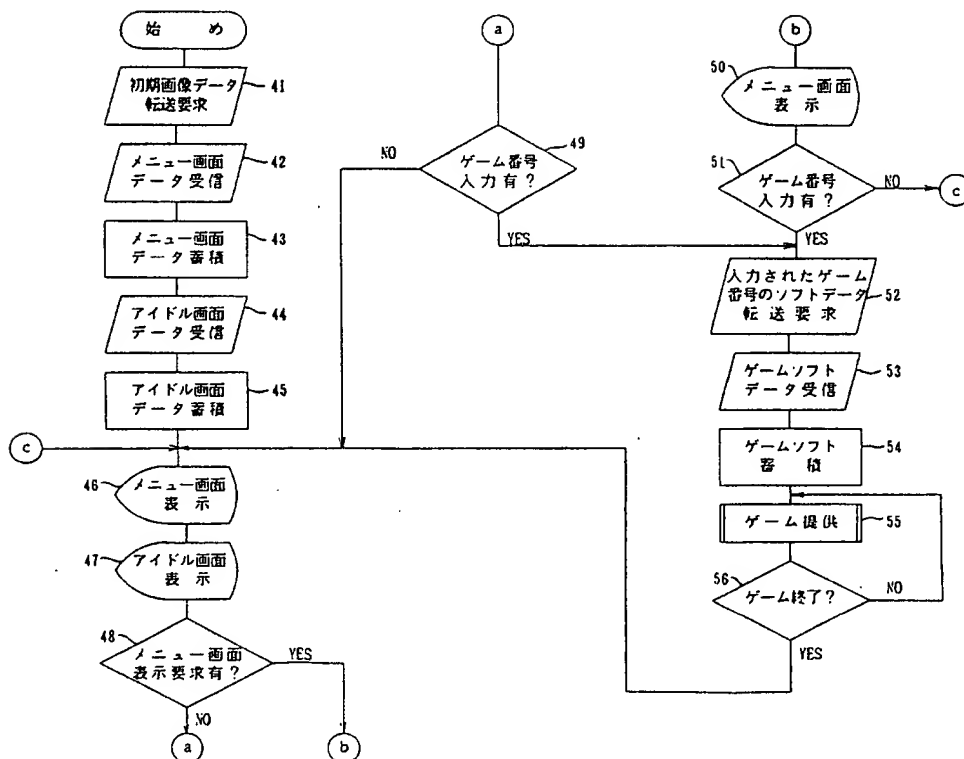 始 め
初期画像データ
転送要求
41
メニュー画面
データ受信
42
メニュー画面
データ蓄積
43
アイドル画面
データ受信
44
アイドル画面
データ蓄積
45
c
46
メニュー画面
表 示
47
アイドル画面
表 示
48
メニュー画面
表示要求有?
YES
NO
a
b
a
49
NO
ゲーム番号
入力有?
YES
b
50
メニュー画面
表 示
51
ゲーム番号
入力有?
NO
c
YES
入力されたゲーム
番号のソフトデータ
転 送 要 求
52
ゲームソフト
データ受信
53
ゲームソフト
蓄 積
54
ゲーム提供
55
56
ゲーム終了?
NO
YES